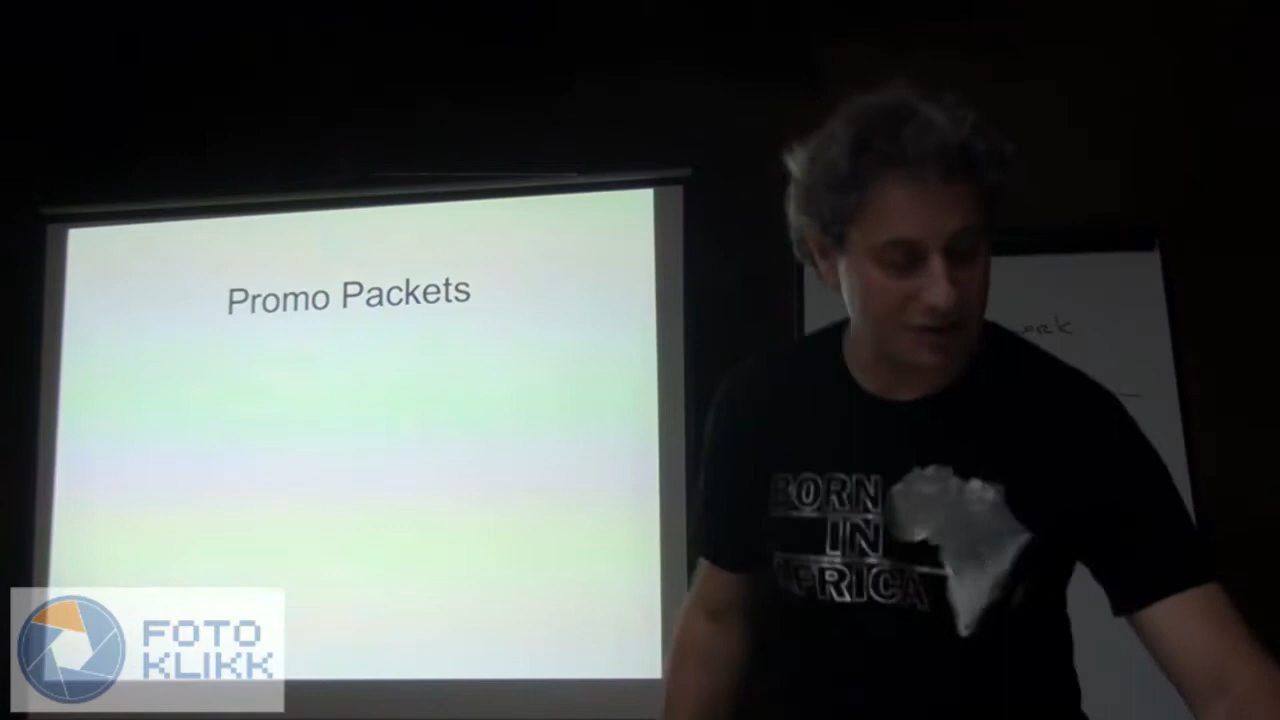 Promo Packets
BORN
IN
AFRICA
FOTO
KLIKK